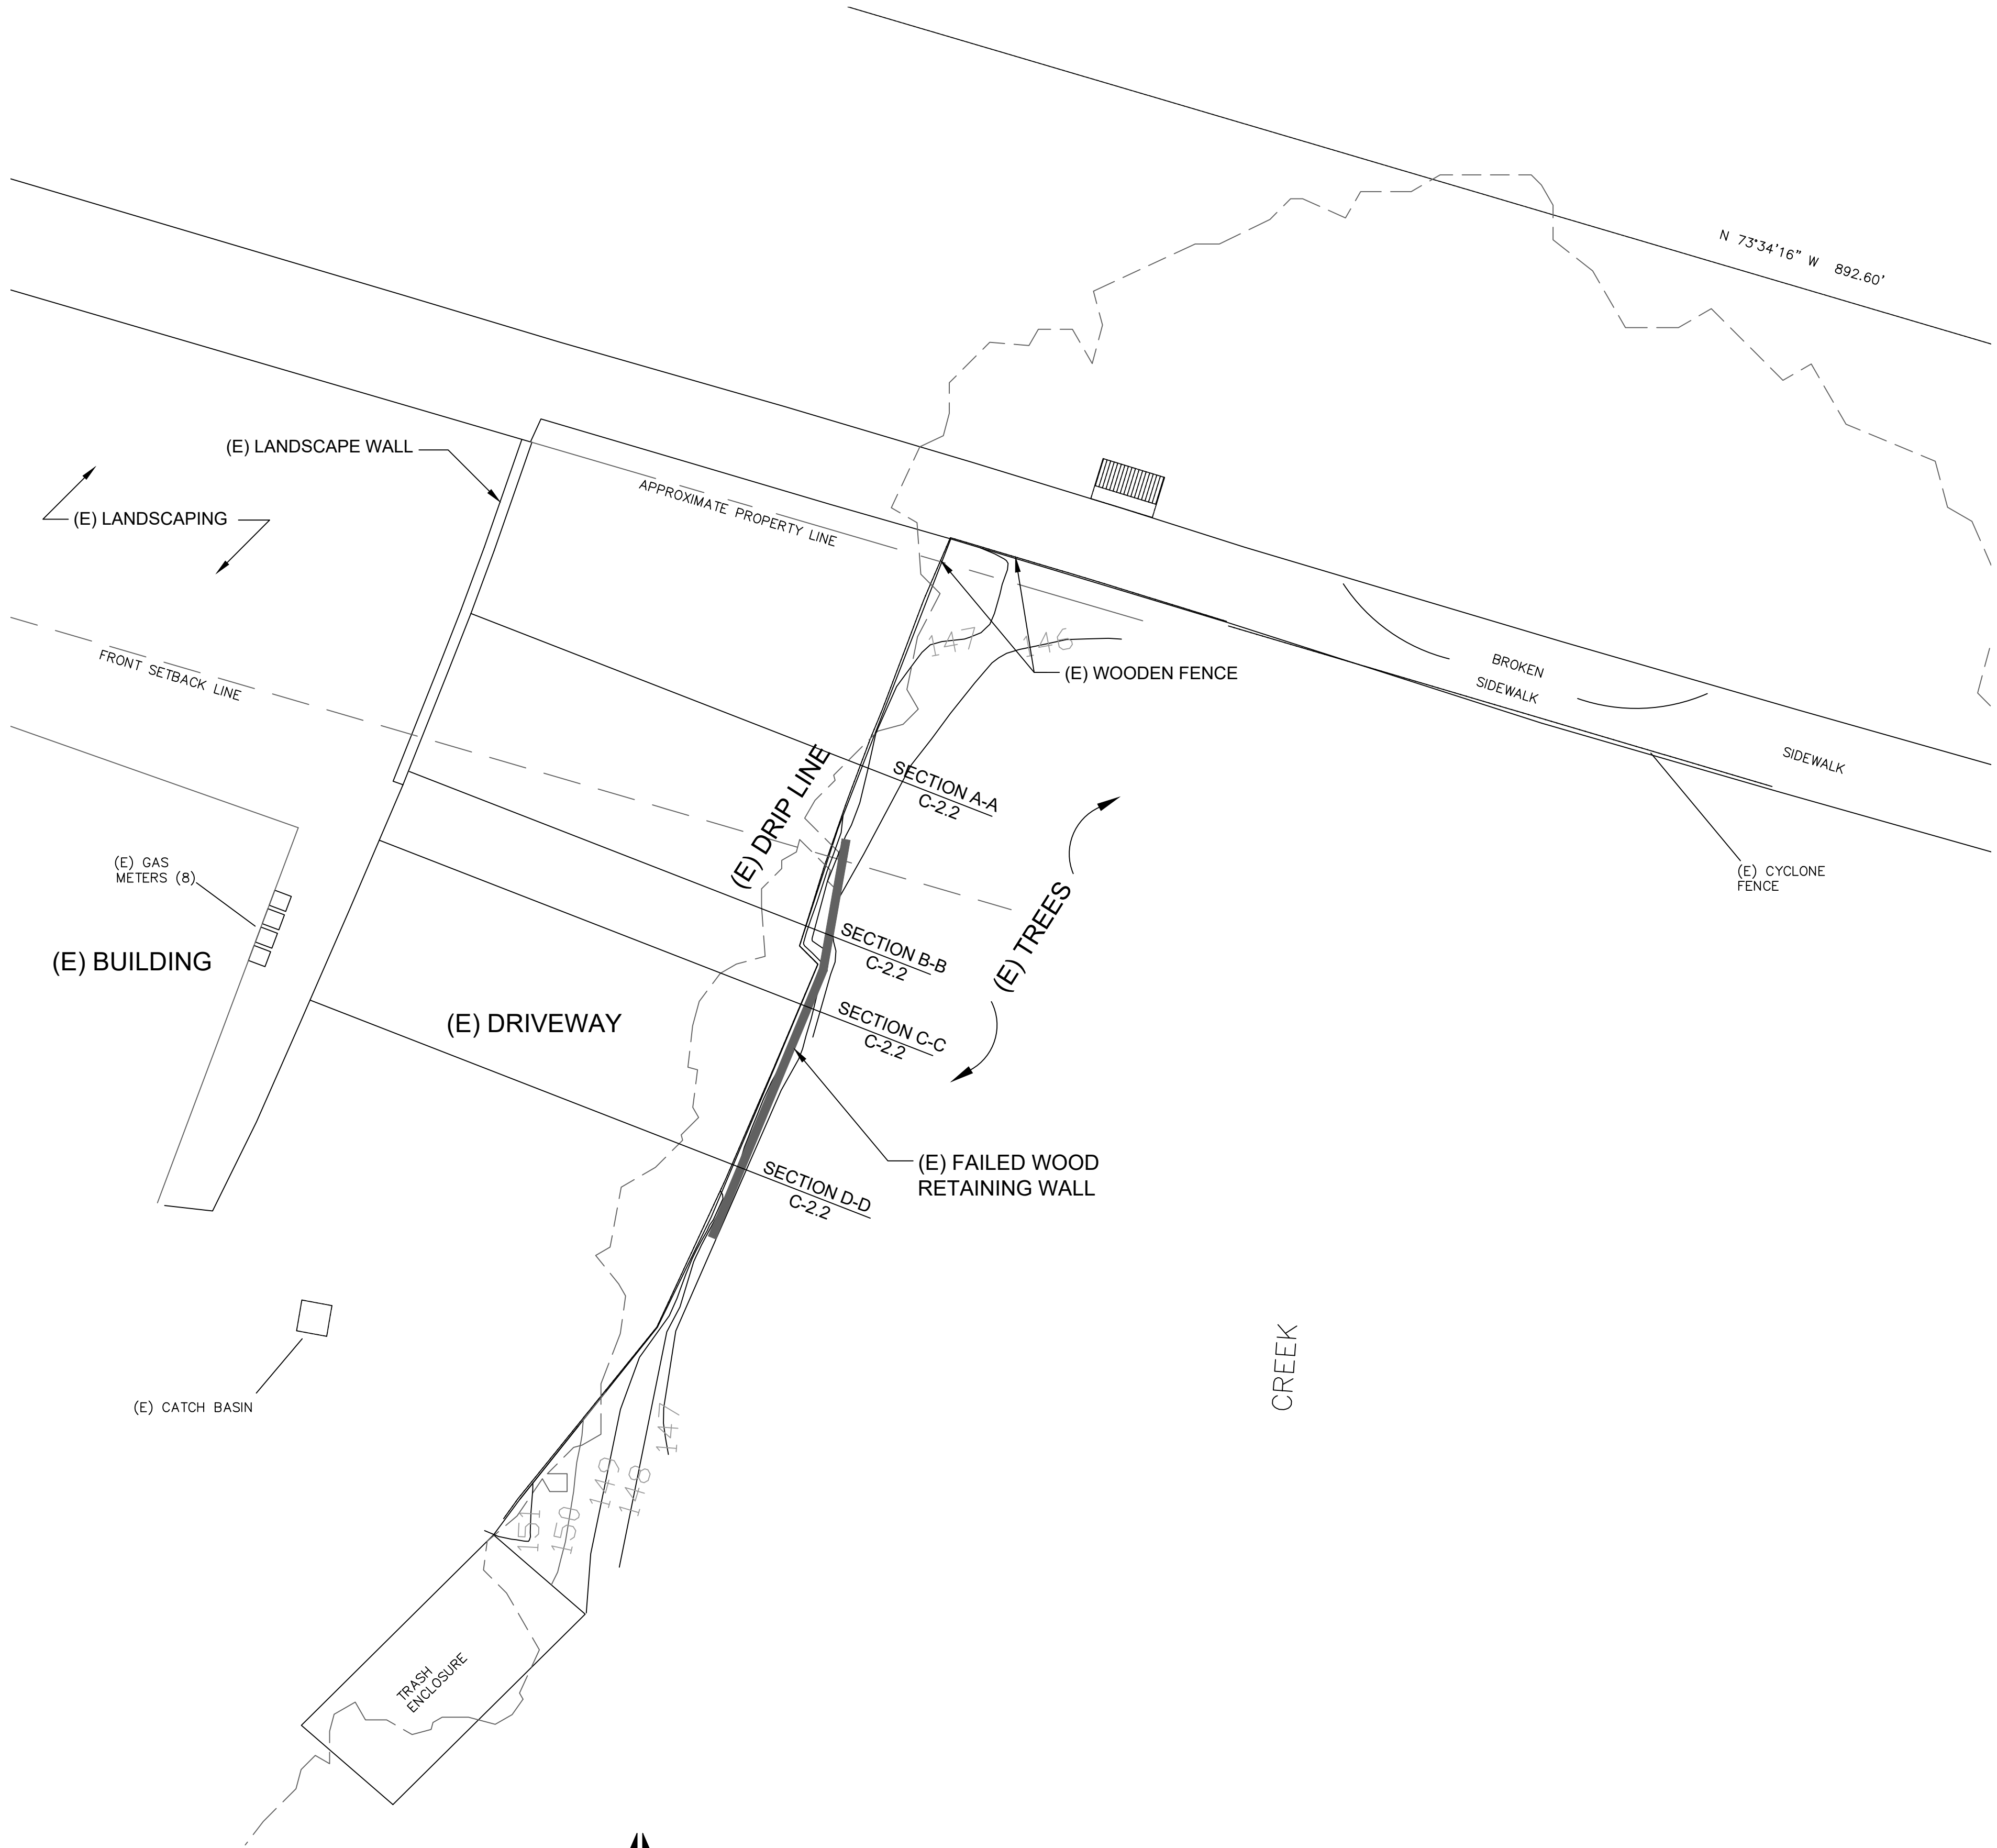 N 73°34'16" W 892.60'
(E) LANDSCAPE WALL
APPROXIMATE PROPERTY LINE
(E) LANDSCAPING
147
146
(E) WOODEN FENCE
BROKEN
SIDEWALK
SIDEWALK
FRONT SETBACK LINE
(E) DRIP LINE
SECTION A-A
C-2.2
(E) TREES
(E) GAS
METERS (8)
(E) CYCLONE
FENCE
(E) BUILDING
SECTION B-B
C-2.2
(E) DRIVEWAY
SECTION C-C
C-2.2
(E) FAILED WOOD
RETAINING WALL
SECTION D-D
C-2.2
CREEK
(E) CATCH BASIN
147
148
149
150
151
TRASH
ENCLOSURE